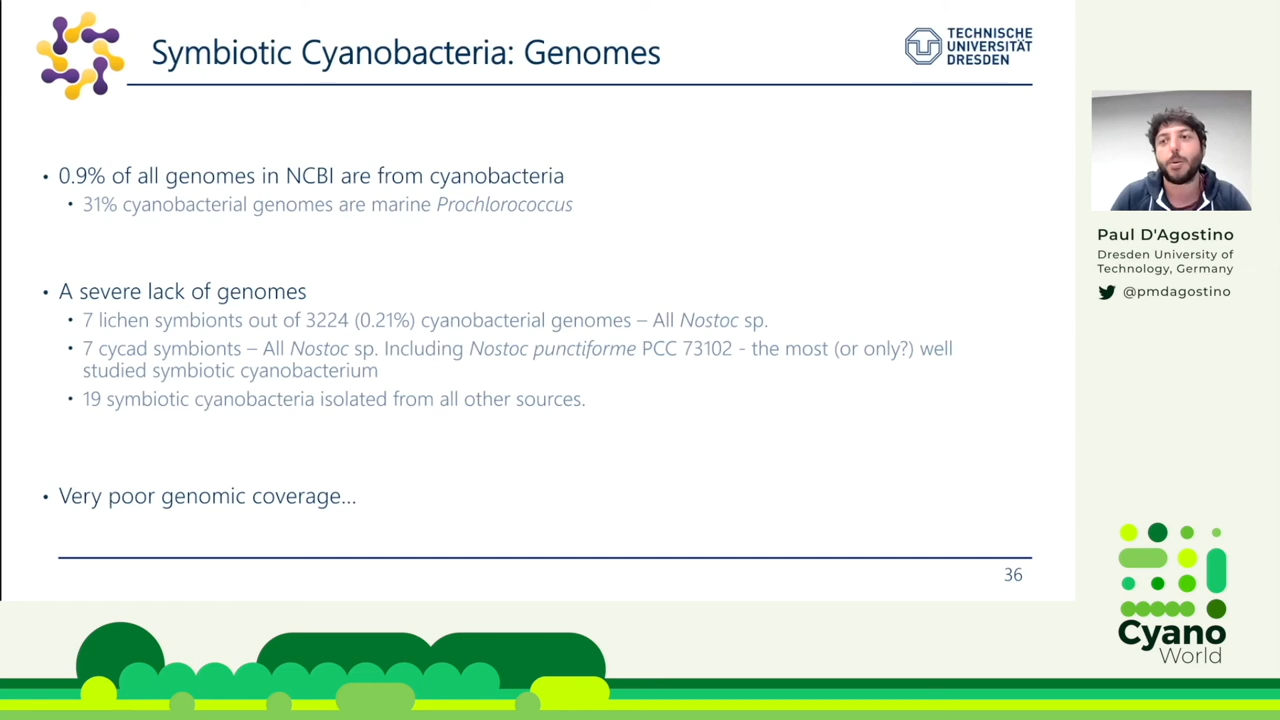 Symbiotic Cyanobacteria: Genomes
TECHNISCHE
UNIVERSITÄT
DRESDEN
• 0.9% of all genomes in NCBI are from cyanobacteria
• 31% cyanobacterial genomes are marine Prochlorococcus
• A severe lack of genomes
• 7 lichen symbionts out of 3224 (0.21%) cyanobacterial genomes – All Nostoc sp.
• 7 cycad symbionts – All Nostoc sp. Including Nostoc punctiforme PCC 73102 - the most (or only?) well
studied symbiotic cyanobacterium
• 19 symbiotic cyanobacteria isolated from all other sources.
• Very poor genomic coverage...
36
Paul D'Agostino
Dresden University of
Technology, Germany
@pmdagostino
Cyano
World